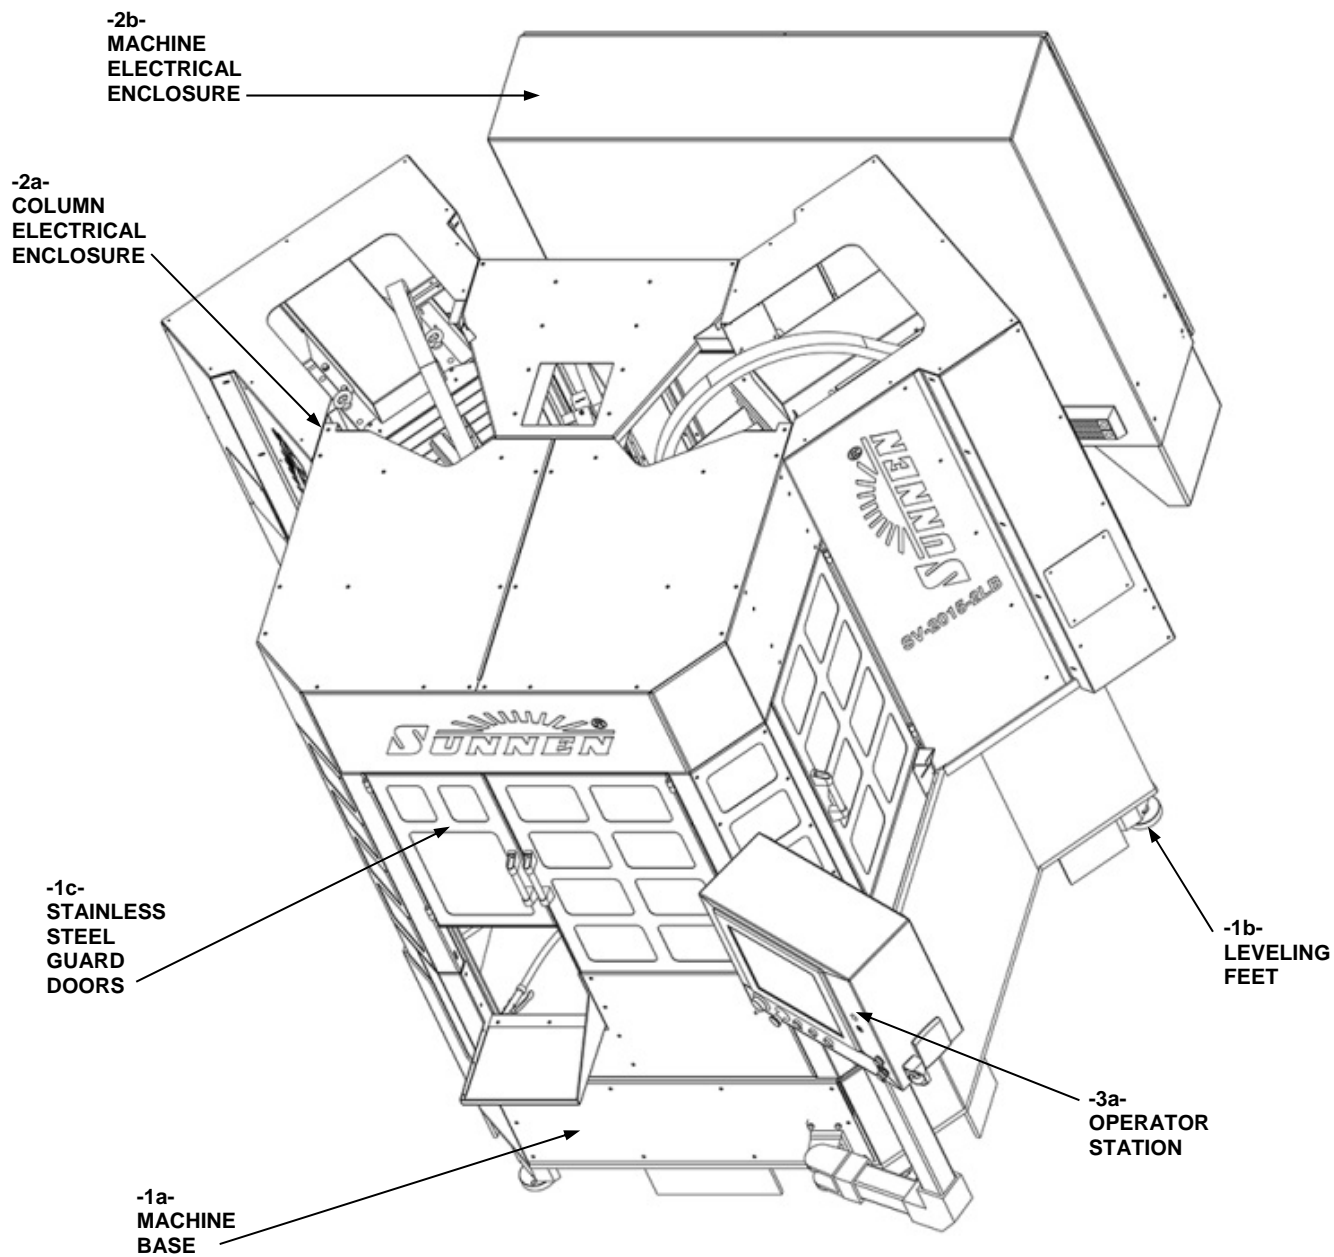 -2b-
MACHINE
ELECTRICAL
ENCLOSURE
-2a-
COLUMN
ELECTRICAL
ENCLOSURE
SUNNEN®
SV-2015-2LB
SUNNEN®
-1c-
STAINLESS
STEEL
GUARD
DOORS
-1b-
LEVELING
FEET
-3a-
OPERATOR
STATION
-1a-
MACHINE
BASE